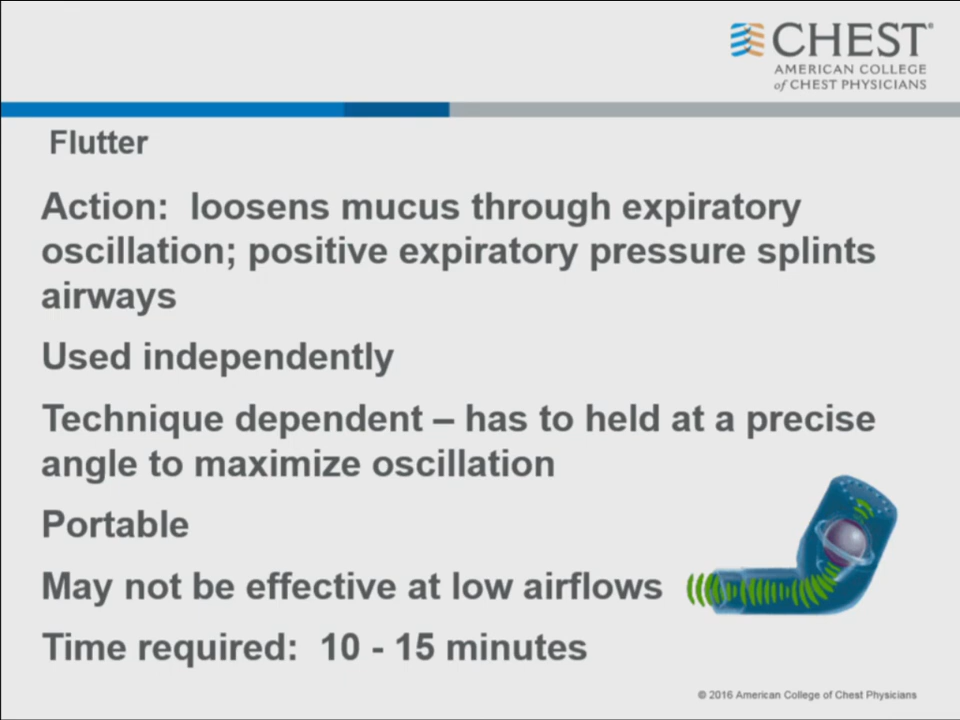 CHEST®
AMERICAN COLLEGE
of CHEST PHYSICIANS
Flutter
Action:  loosens mucus through expiratory
oscillation; positive expiratory pressure splints
airways
Used independently
Technique dependent – has to held at a precise
angle to maximize oscillation
Portable
May not be effective at low airflows
Time required:  10 - 15 minutes
© 2016 American College of Chest Physicians